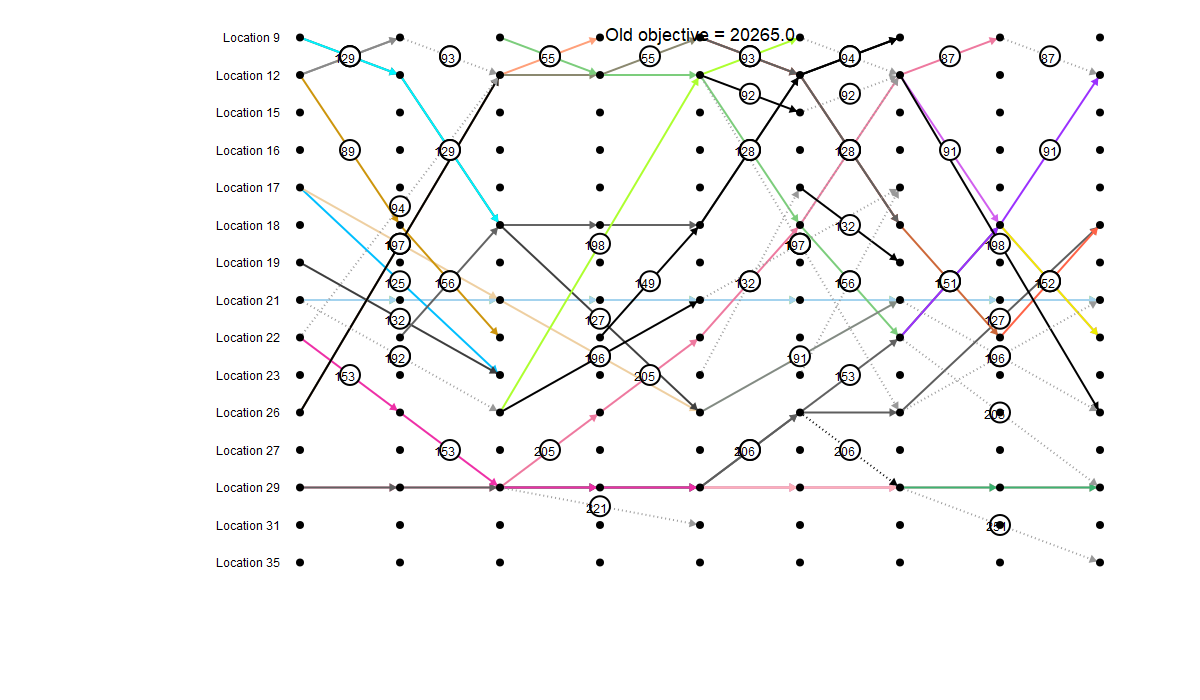 Old objective = 20265.0
Location 9
129
93
55
55
93
94
87
87
Location 12
92
92
Location 15
Location 16
89
129
128
128
91
91
Location 17
94
Location 18
132
197
198
197
198
Location 19
125
156
149
132
156
151
152
Location 21
132
127
127
Location 22
192
196
191
196
Location 23
153
205
153
Location 26
205
Location 27
153
205
206
206
Location 29
221
Location 31
251
Location 35